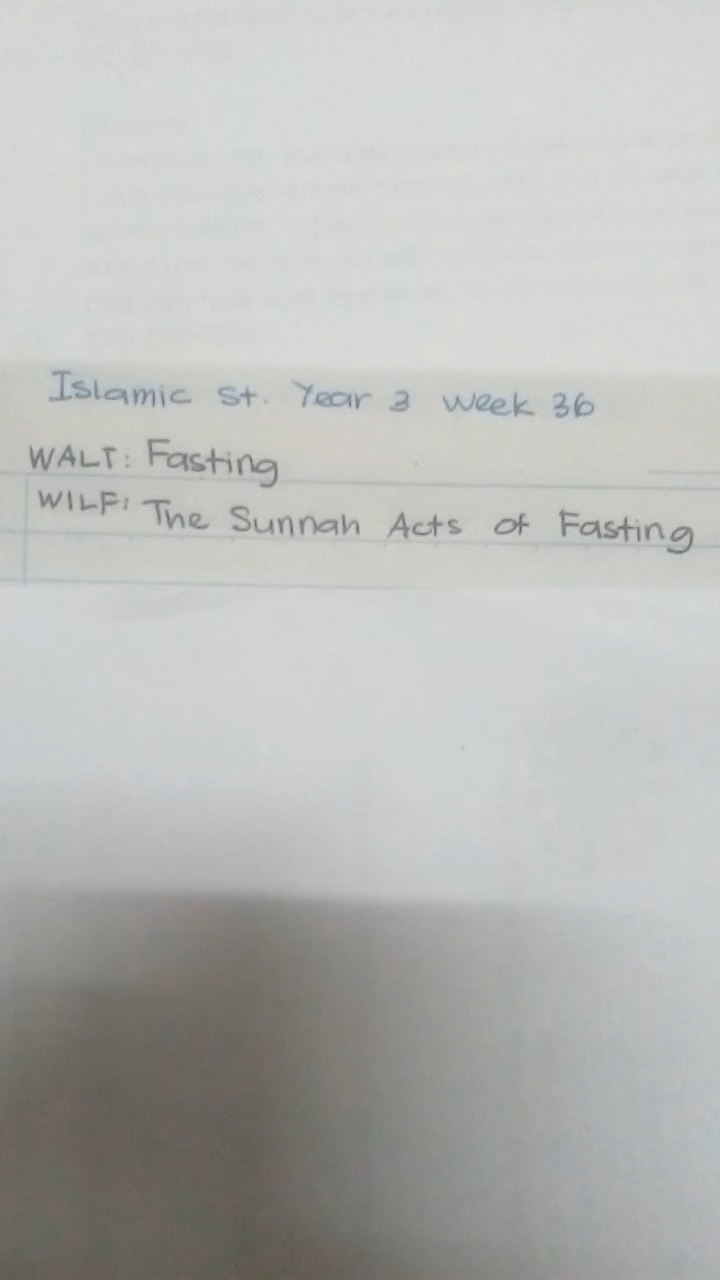 Islamic St. Year 3 Week 36
WALT: Fasting
WILF: The Sunnah Acts of Fasting